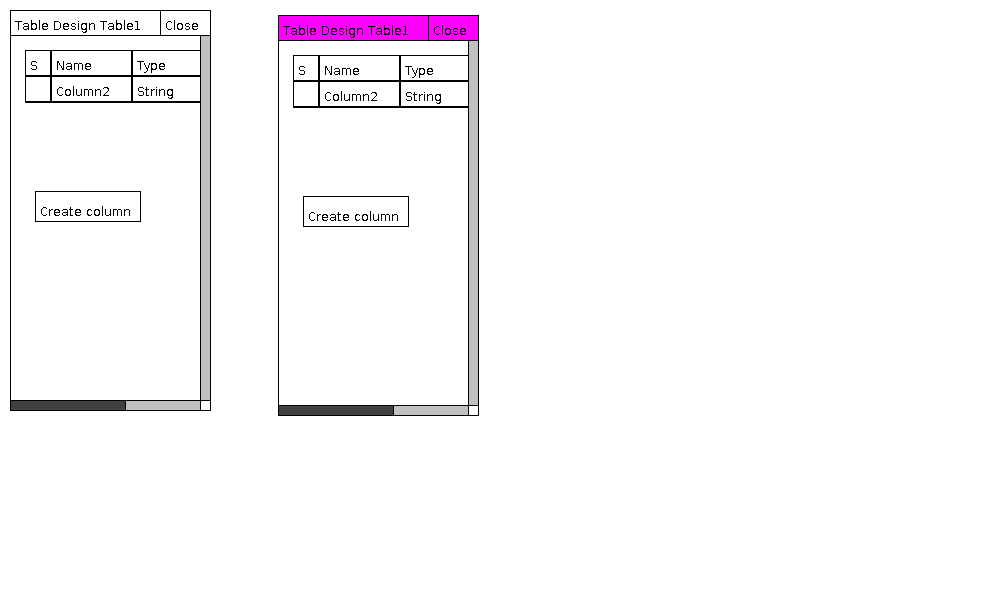 Table Design Table1 Close
S Name Type
Column2 String
Create column
Table Design Table1 Close
S Name Type
Column2 String
Create column